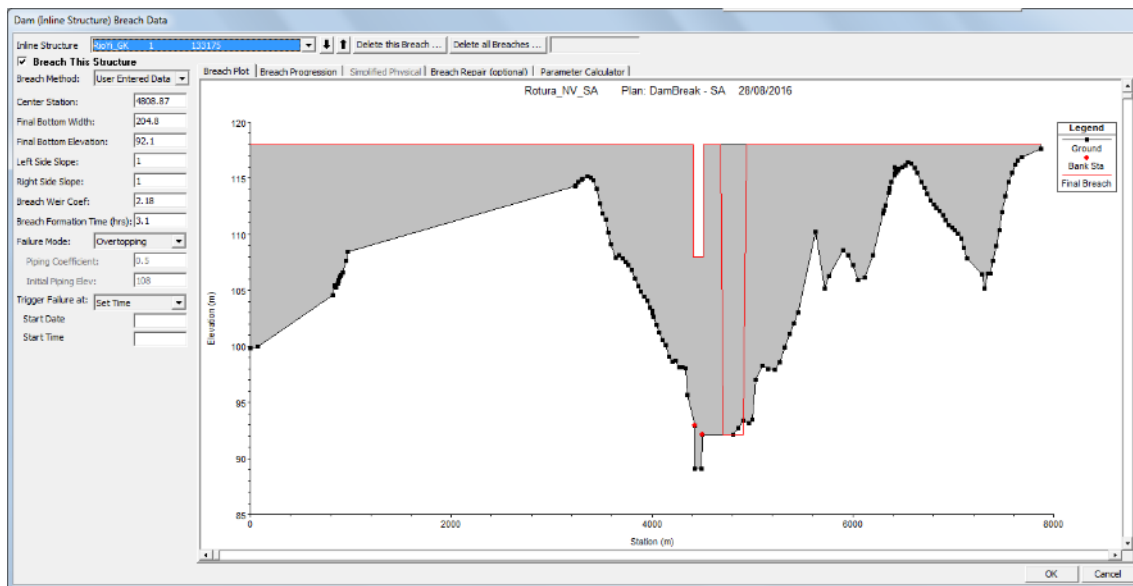 Dam (Inline Structure) Breach Data
Inline Structure RioYi_GK 1 133175 Delete this Breach ... Delete all Breaches ...
Breach This Structure
Breach Method: User Entered Data
Breach Plot Breach Progression Simplified Physical Breach Repair (optional) Parameter Calculator
Rotura_NV_SA Plan: DamBreak - SA 28/08/2016
Center Station: 4808.87
Final Bottom Width: 204.8
Final Bottom Elevation: 92.1
Left Side Slope: 1
Right Side Slope: 1
Breach Weir Coef: 2.18
Breach Formation Time (hrs): 3.1
Failure Mode: Overtopping
Piping Coefficient: 0.5
Initial Piping Elev: 108
Trigger Failure at: Set Time
Start Date
Start Time
Legend
Ground
Bank Sta
Final Breach
Elevation (m)
120
115
110
105
100
95
90
85
0 2000 4000 6000 8000
Station (m)
OK Cancel